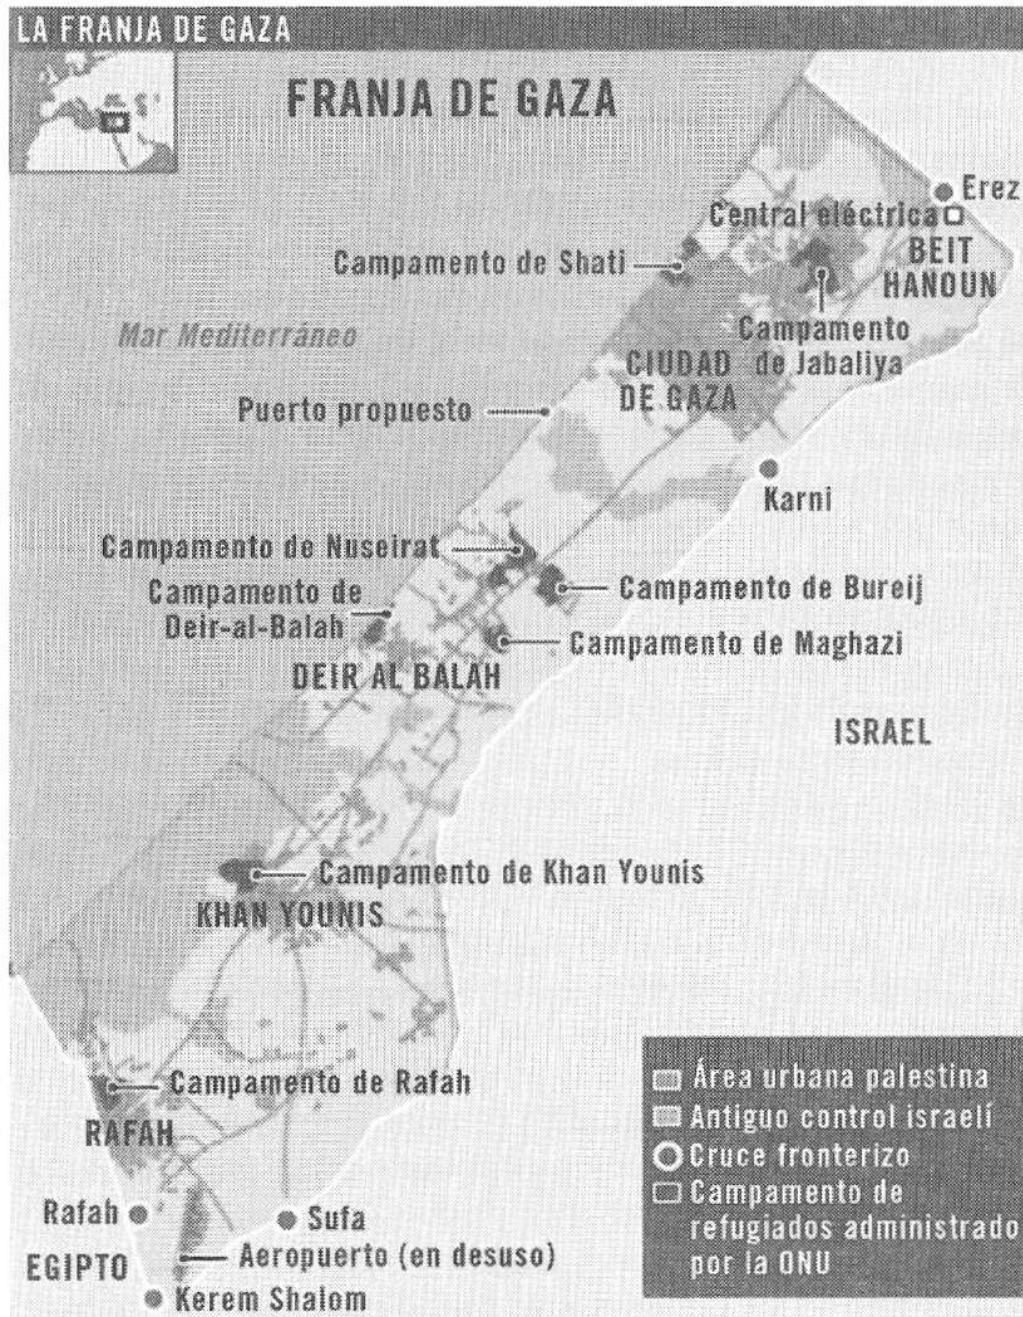 LA FRANJA DE GAZA
FRANJA DE GAZA
Erez
Central eléctrica
BEIT
HANOUN
Campamento de Shati
Mar Mediterráneo
Campamento
de Jabaliya
CIUDAD
DE GAZA
Puerto propuesto
Karni
Campamento de Nuseirat
Campamento de Bureij
Campamento de
Deir-al-Balah
Campamento de Maghazi
DEIR AL BALAH
ISRAEL
Campamento de Khan Younis
KHAN YOUNIS
Campamento de Rafah
RAFAH
Rafah
Sufa
EGIPTO
Aeropuerto (en desuso)
Kerem Shalom
Área urbana palestina
Antiguo control israelí
Cruce fronterizo
Campamento de
refugiados administrado
por la ONU